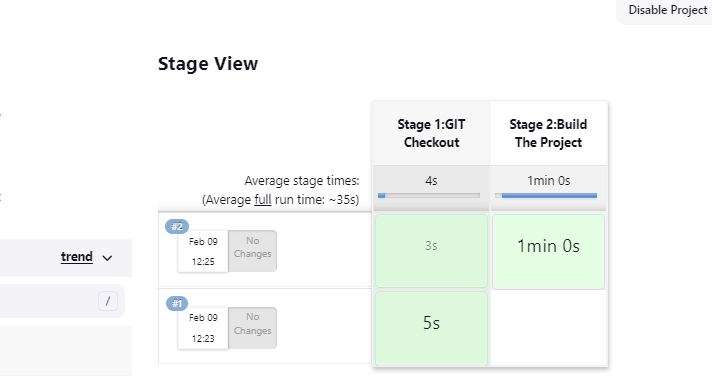 Disable Project
Stage View
Stage 1:GIT
Checkout
Stage 2:Build
The Project
Average stage times:
(Average full run time: ~35s)
4s
1min 0s
#2
Feb 09
12:25
No
Changes
3s
1min 0s
trend
/
#1
Feb 09
12:23
No
Changes
5s